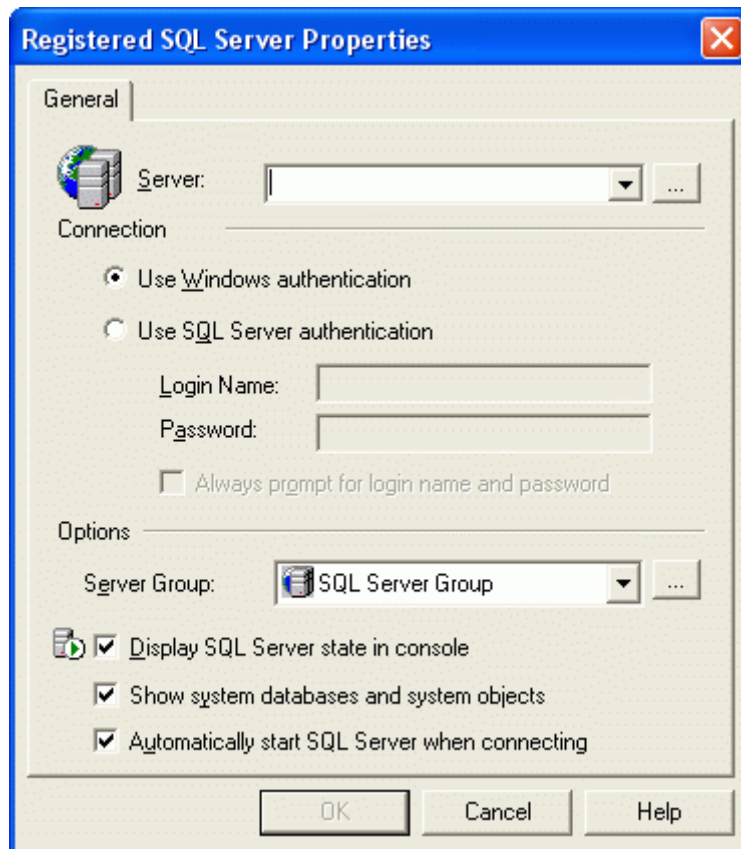 Registered SQL Server Properties
General
Server:
...
Connection
Use Windows authentication
Use SQL Server authentication
Login Name:
Password:
Always prompt for login name and password
Options
Server Group: SQL Server Group
...
Display SQL Server state in console
Show system databases and system objects
Automatically start SQL Server when connecting
OK Cancel Help